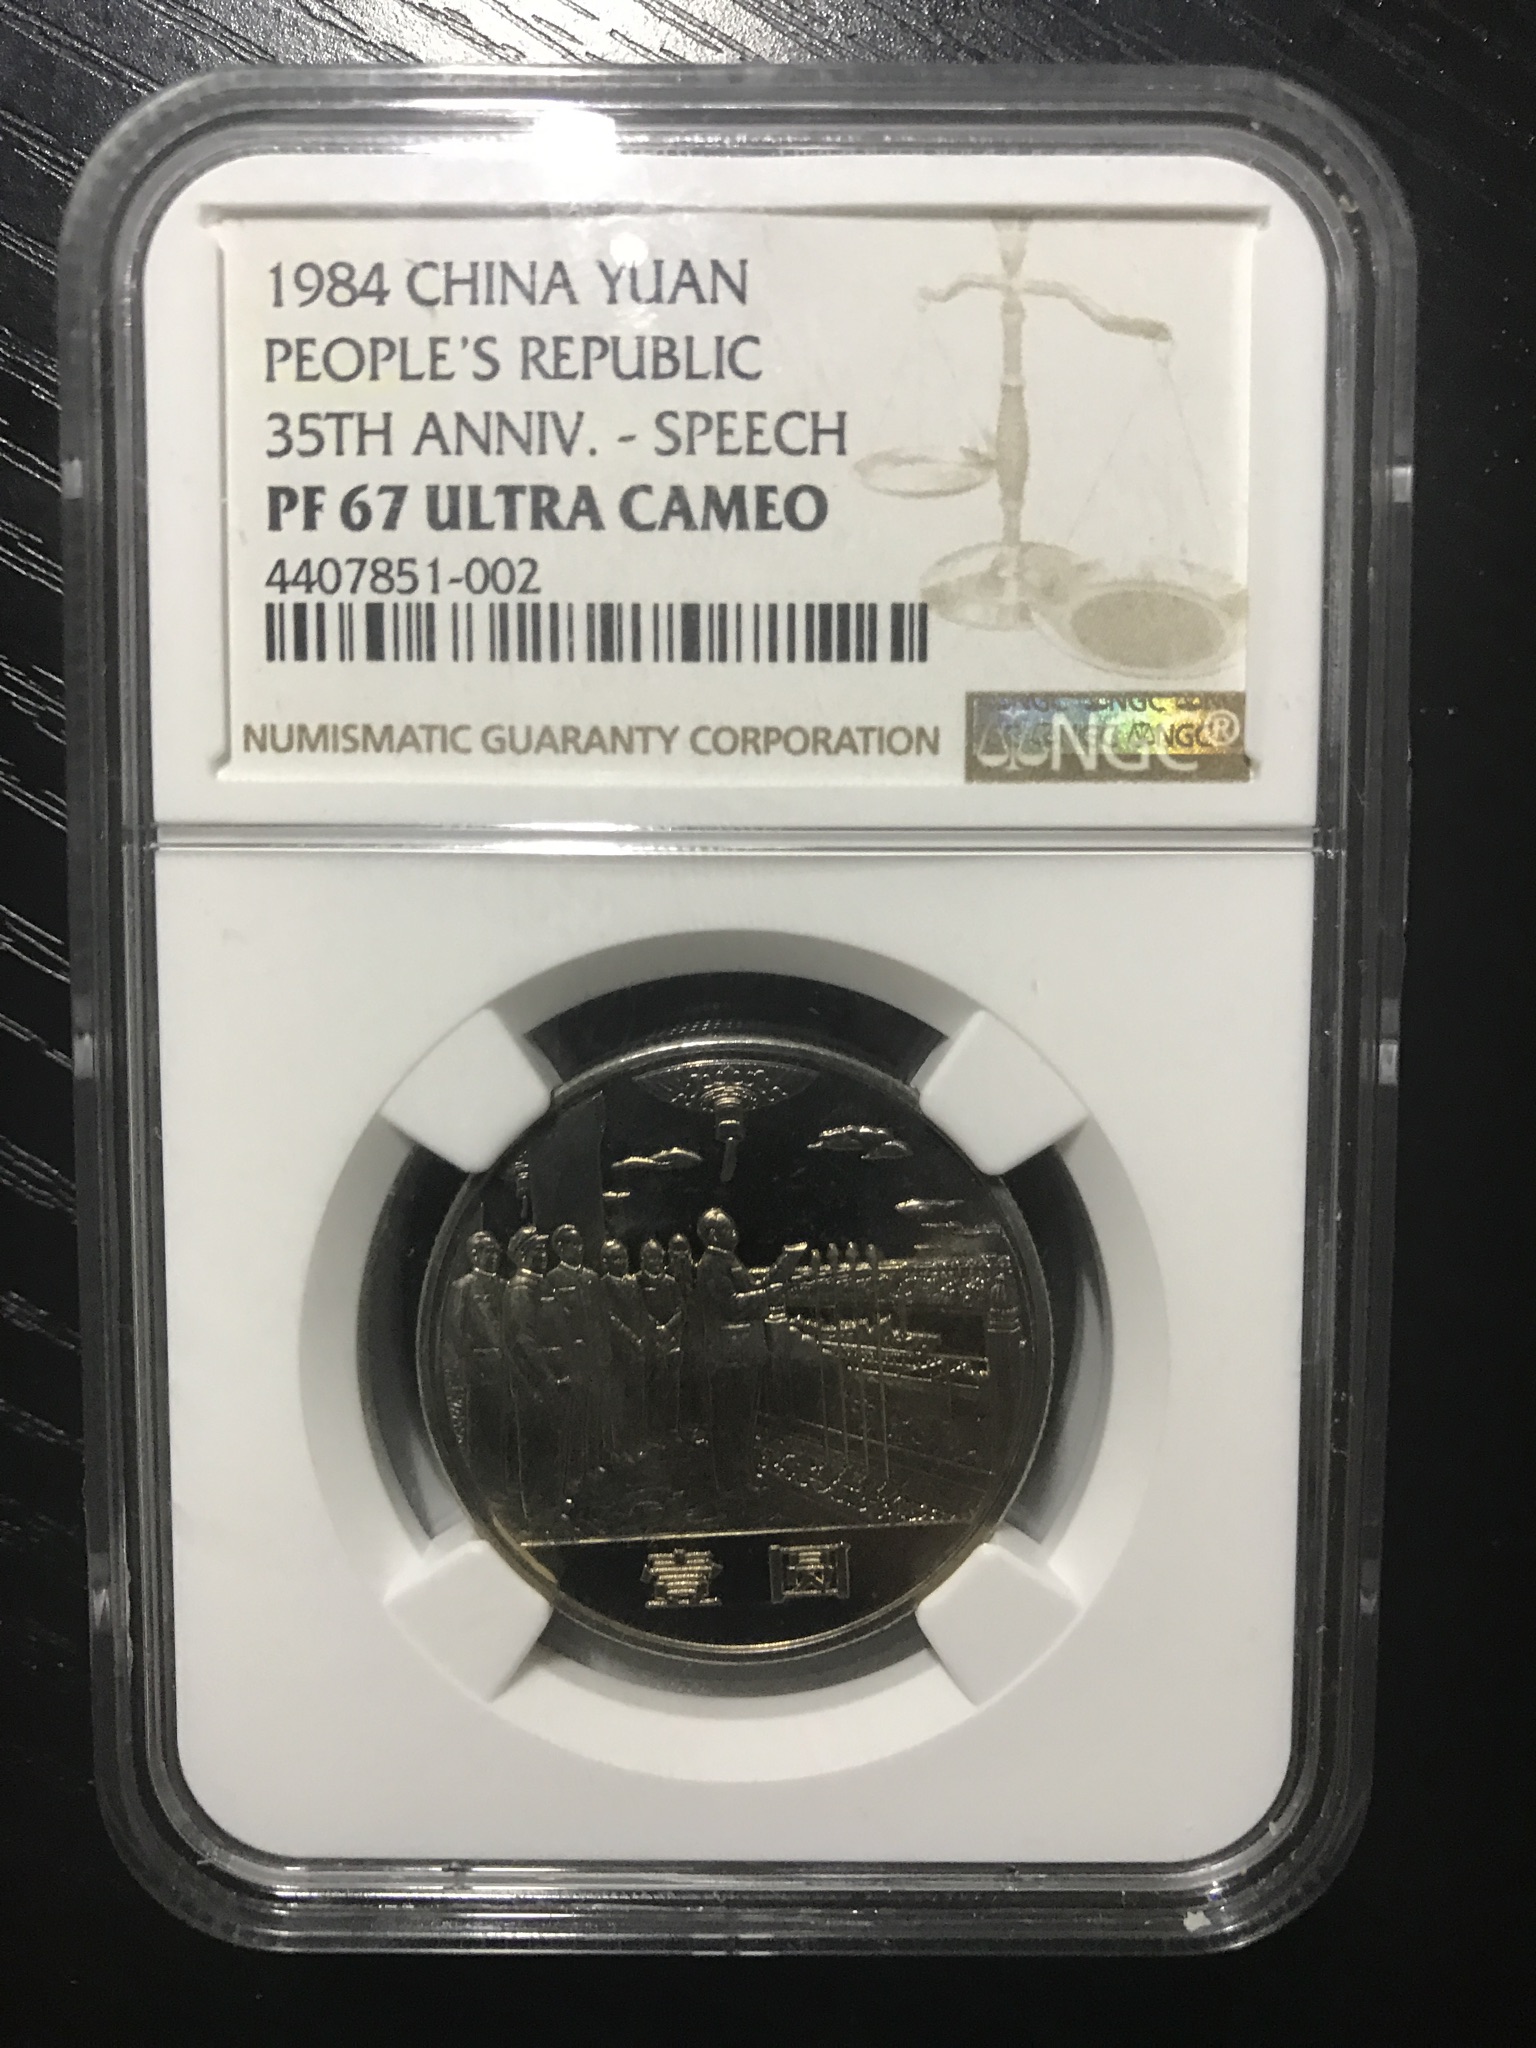 1984 CHINA YUAN
PEOPLE'S REPUBLIC
35TH ANNIV. - SPEECH
PF 67 ULTRA CAMEO
4407851-002
NUMISMATIC GUARANTY CORPORATION
NGC®
壹圓